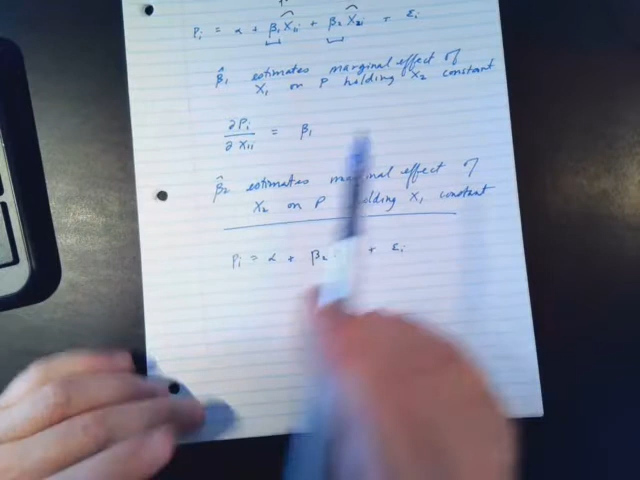 Pi = α + β₁ X₁i + β₂ X₂i + εi
β̂₁ estimates marginal effect of
X₁ on P holding X₂ constant
∂Pi / ∂X₁i = β₁
β̂₂ estimates marginal effect of
X₂ on P holding X₁ constant
Pi = α + β₂ + εi